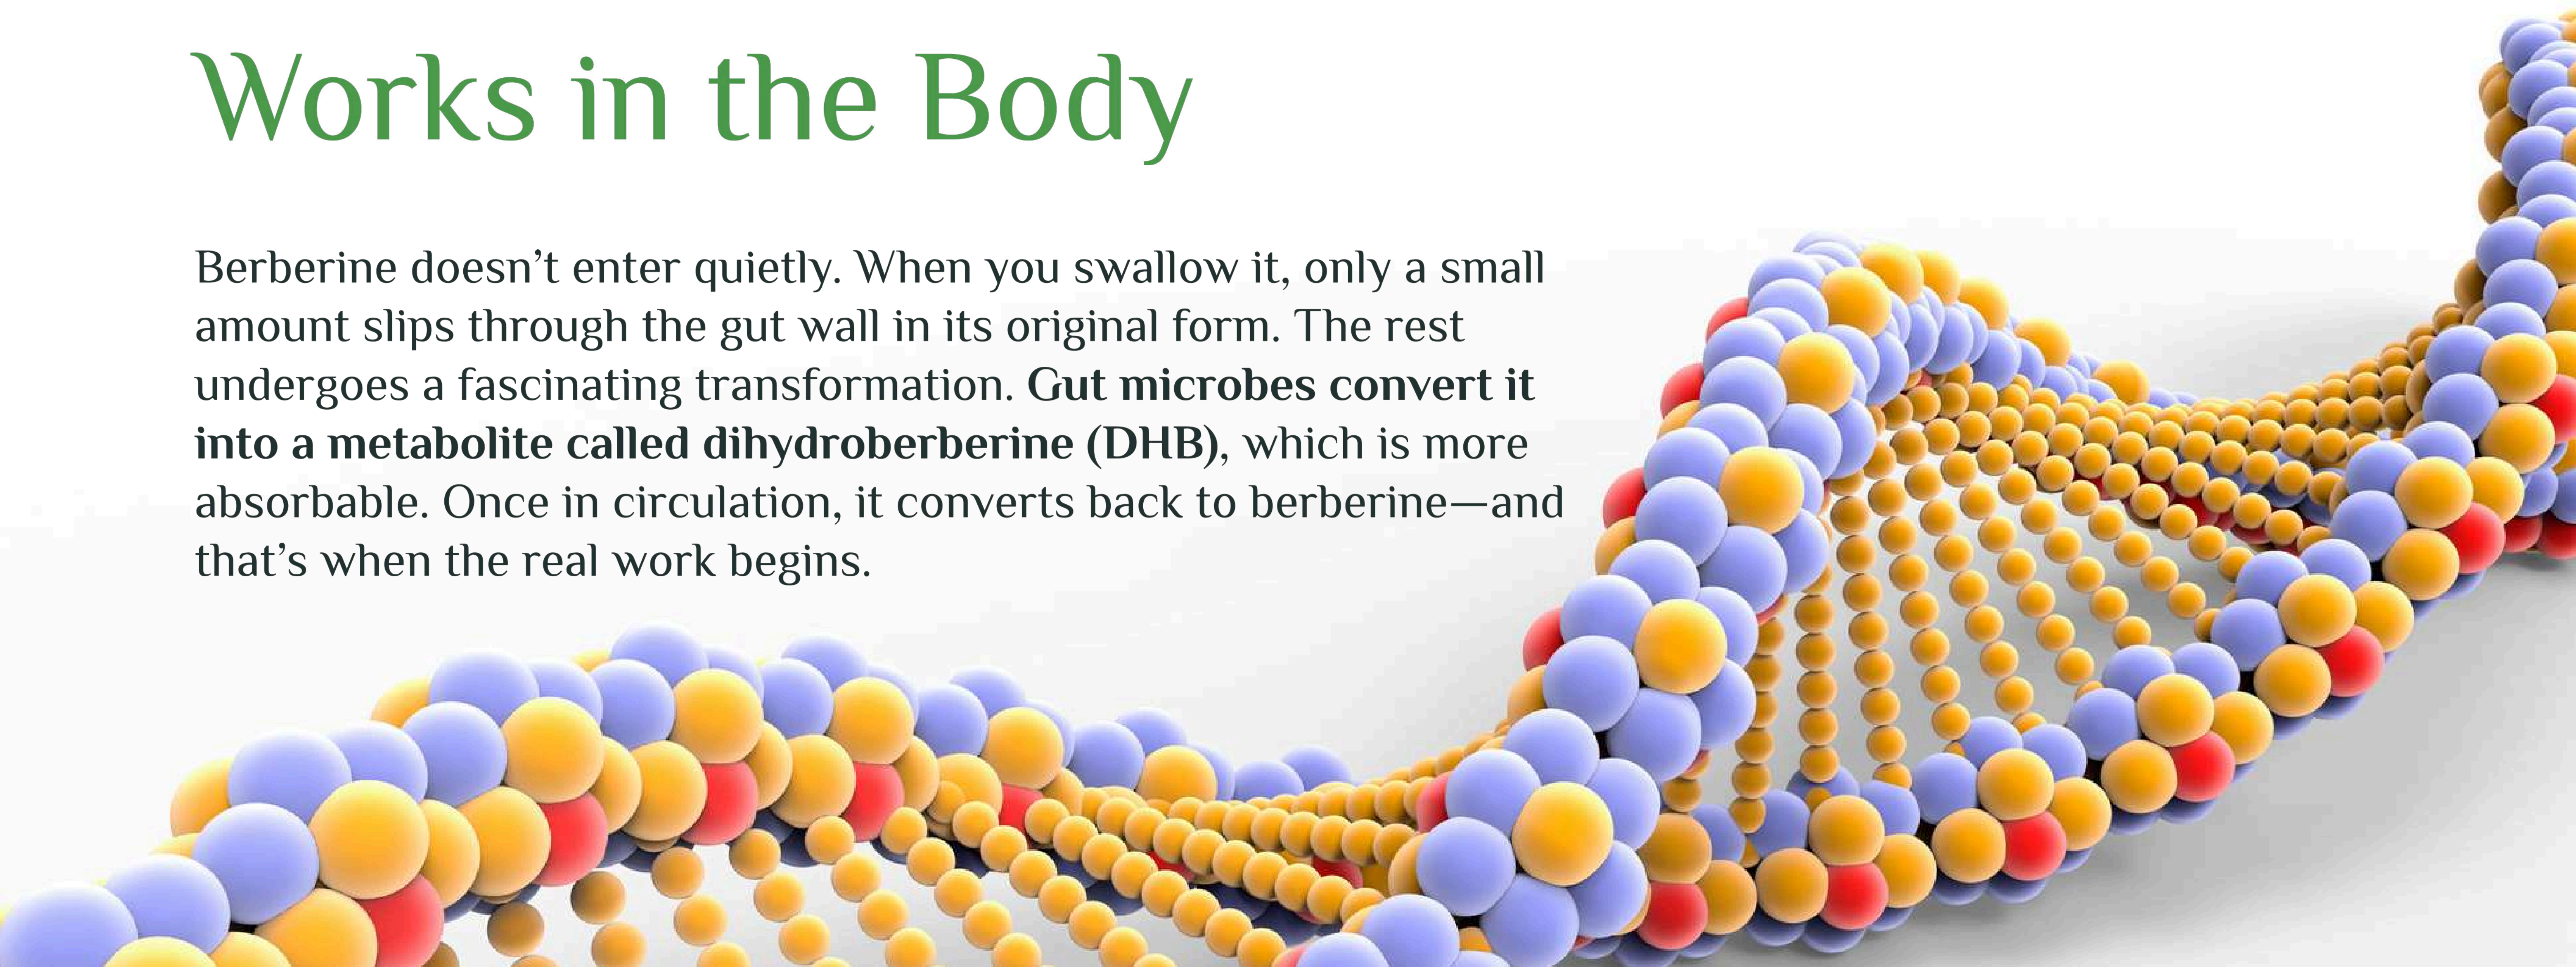 Works in the Body
Berberine doesn’t enter quietly. When you swallow it, only a small
amount slips through the gut wall in its original form. The rest
undergoes a fascinating transformation. Gut microbes convert it
into a metabolite called dihydroberberine (DHB), which is more
absorbable. Once in circulation, it converts back to berberine—and
that’s when the real work begins.